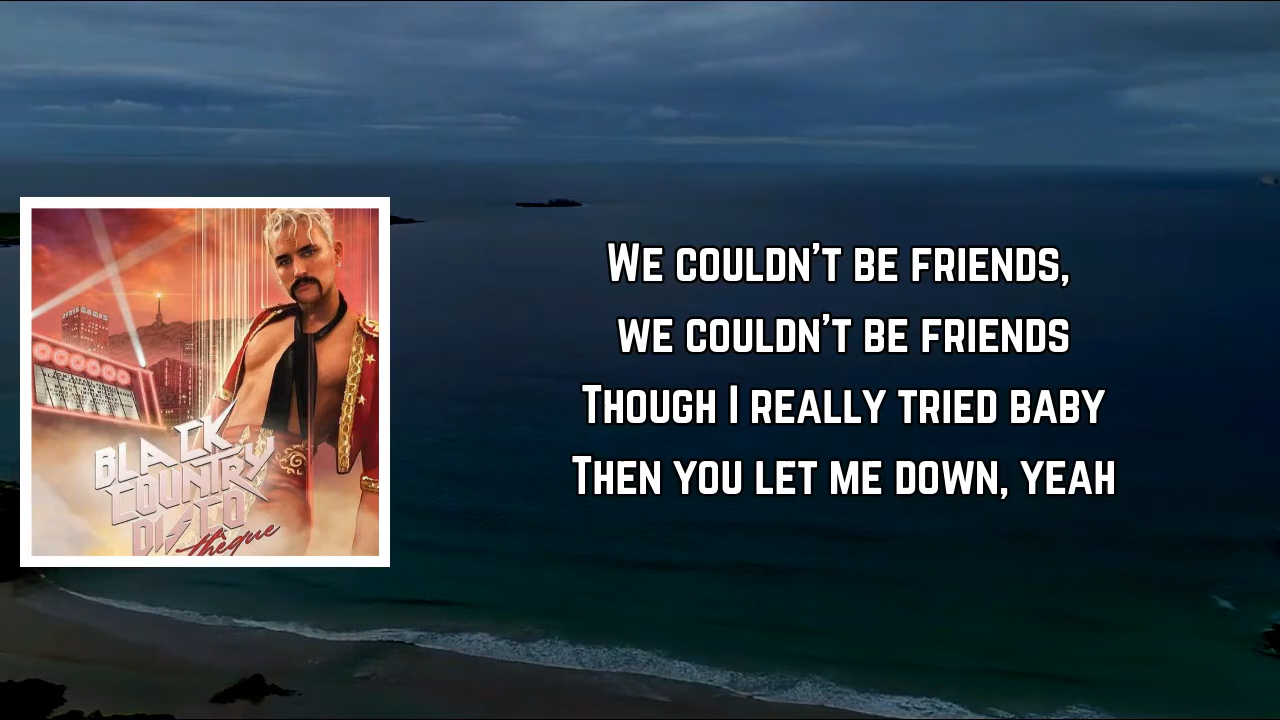 BLACK
COUNTRY
DISCO
thèque
We couldn't be friends,
we couldn't be friends
Though I really tried baby
Then you let me down, yeah